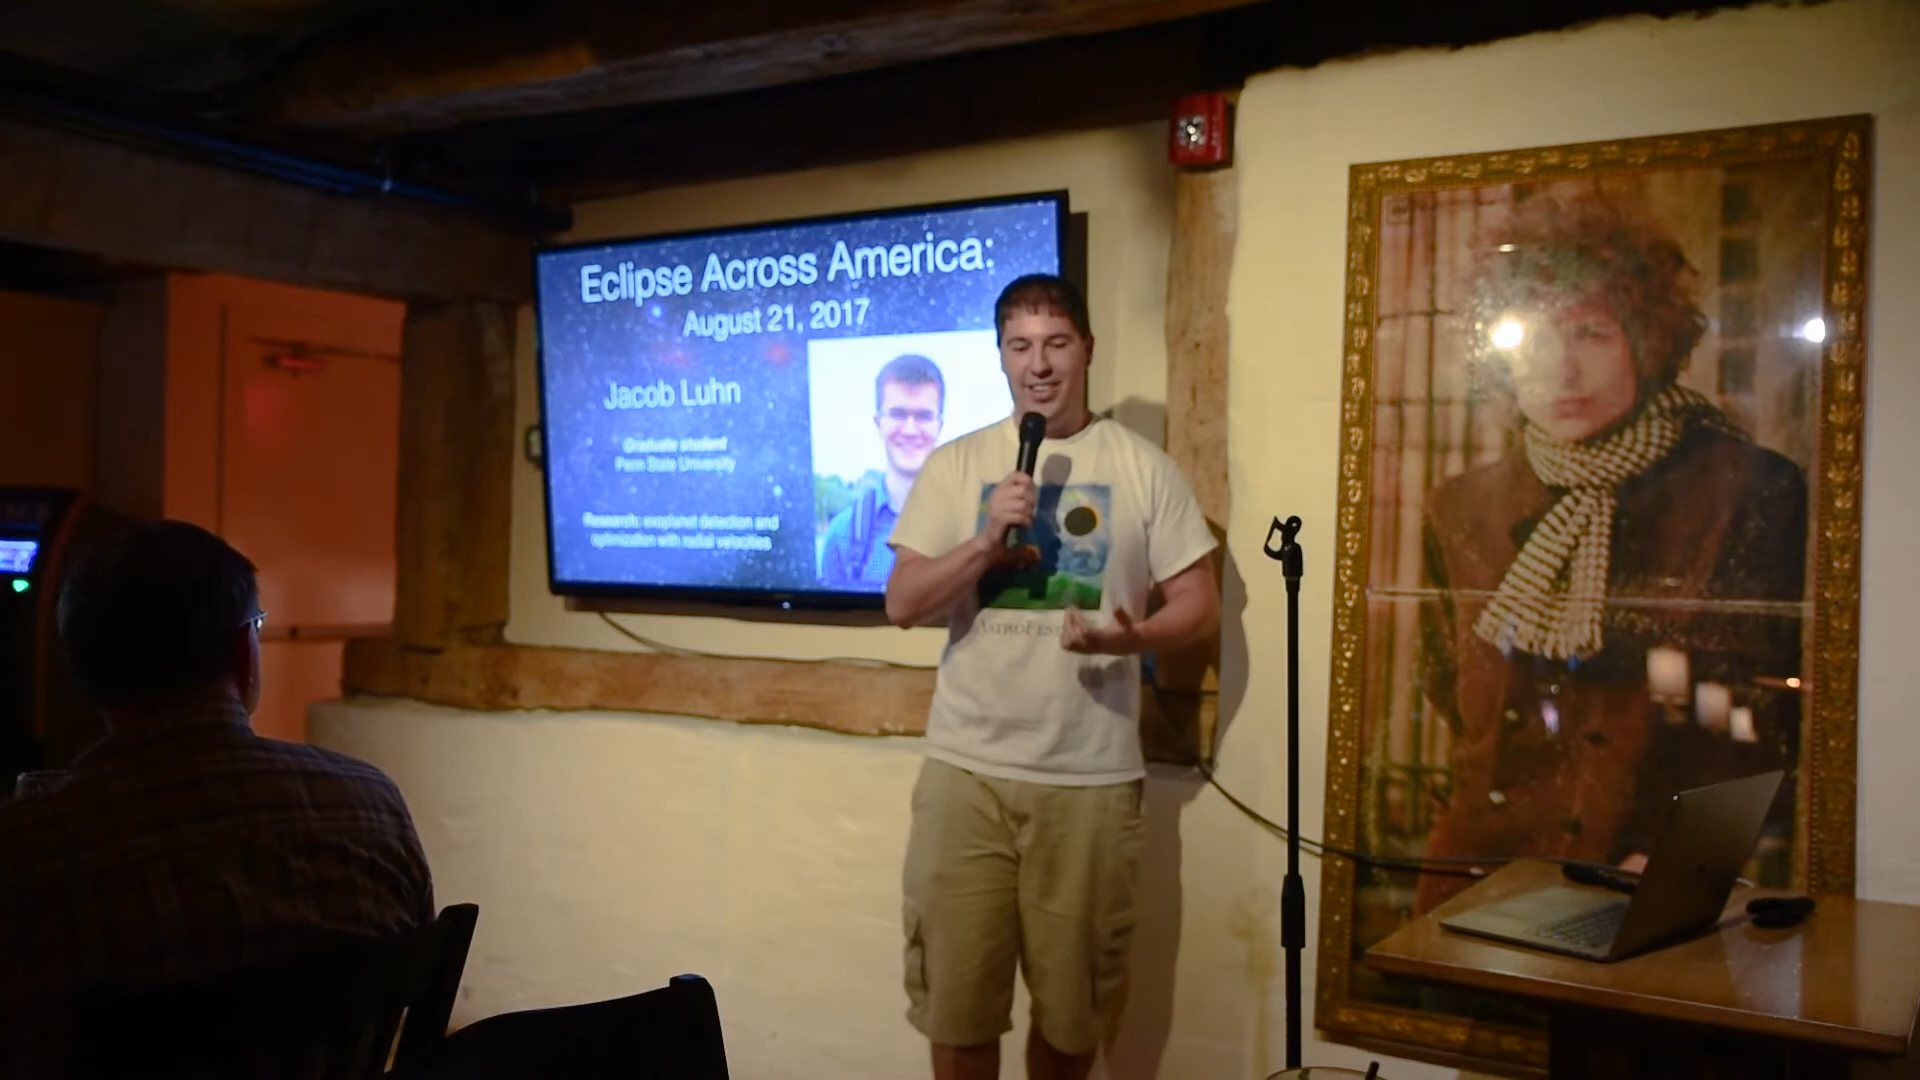 Eclipse Across America:
August 21, 2017
Jacob Luhn
Graduate student
Penn State University
Research: exoplanet detection and
optimization with radial velocities
ASTROFEST